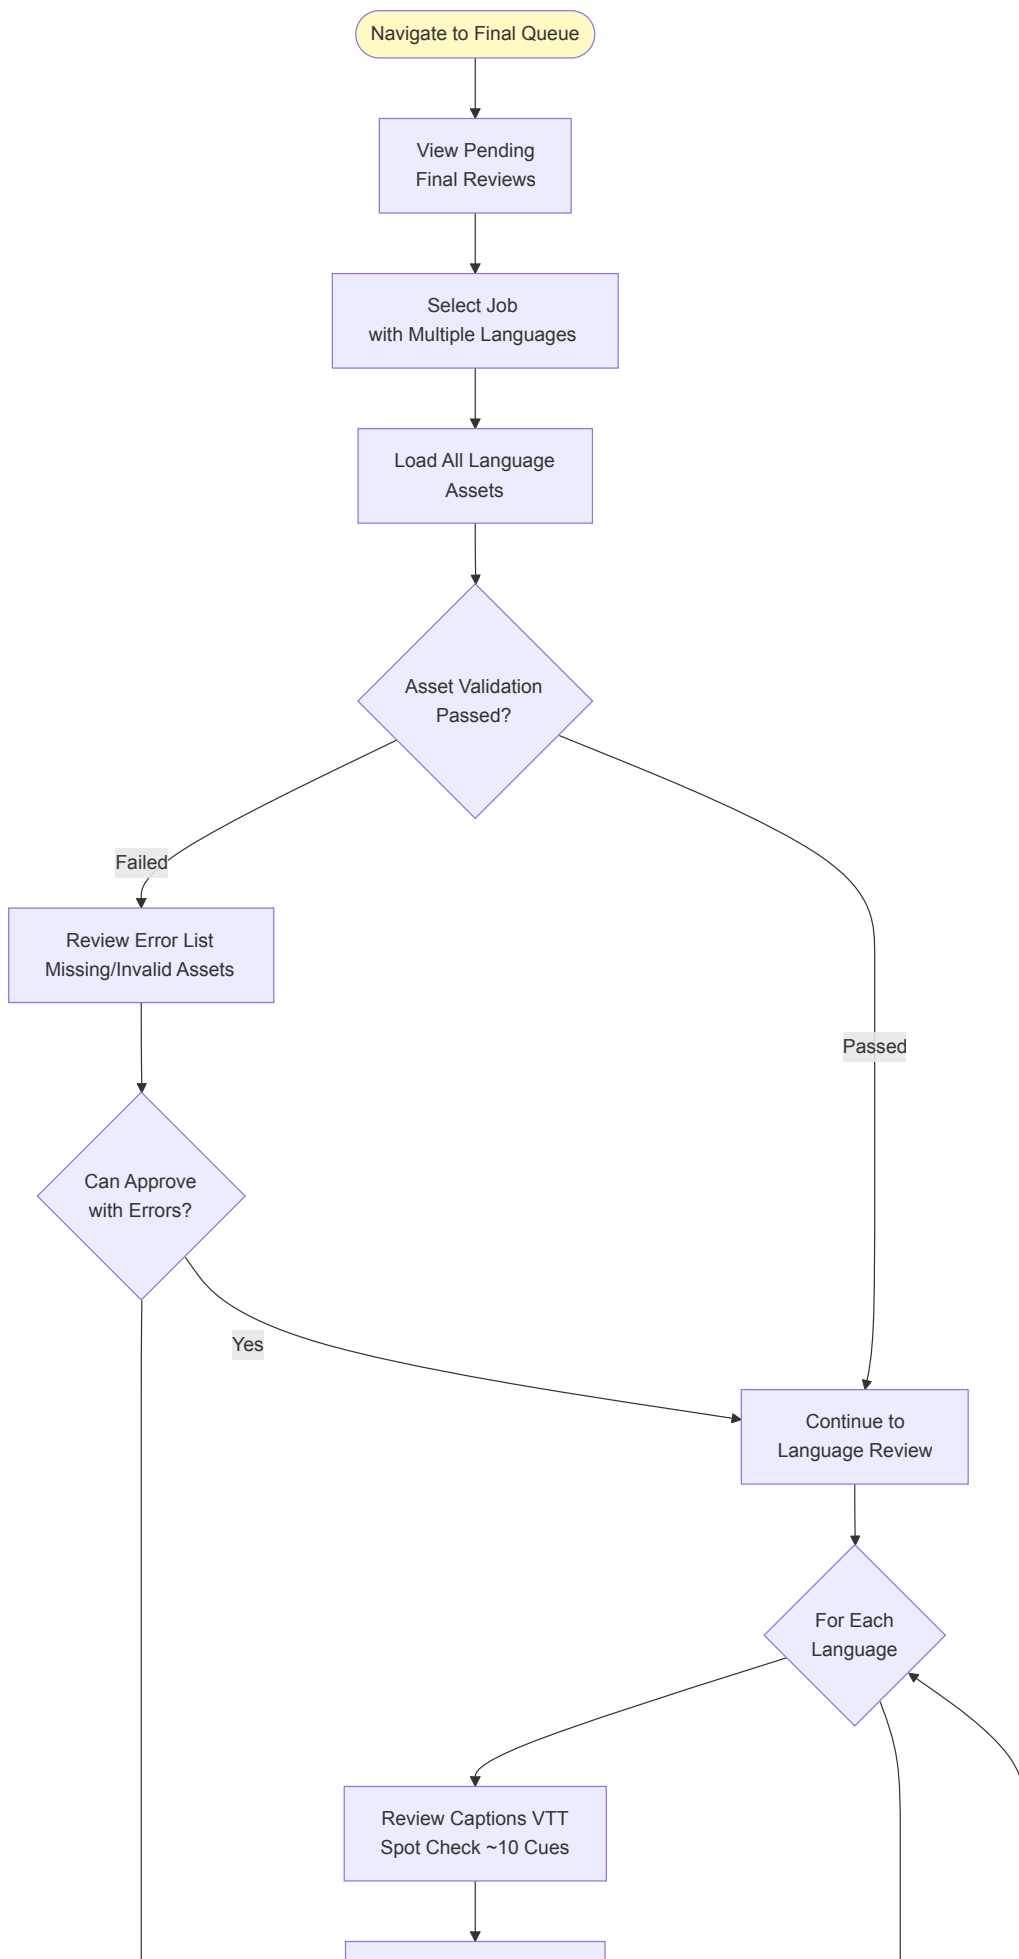 Navigate to Final Queue
View Pending
Final Reviews
Select Job
with Multiple Languages
Load All Language
Assets
Asset Validation
Passed?
Failed
Review Error List
Missing/Invalid Assets
Passed
Can Approve
with Errors?
Yes
Continue to
Language Review
For Each
Language
Review Captions VTT
Spot Check ~10 Cues